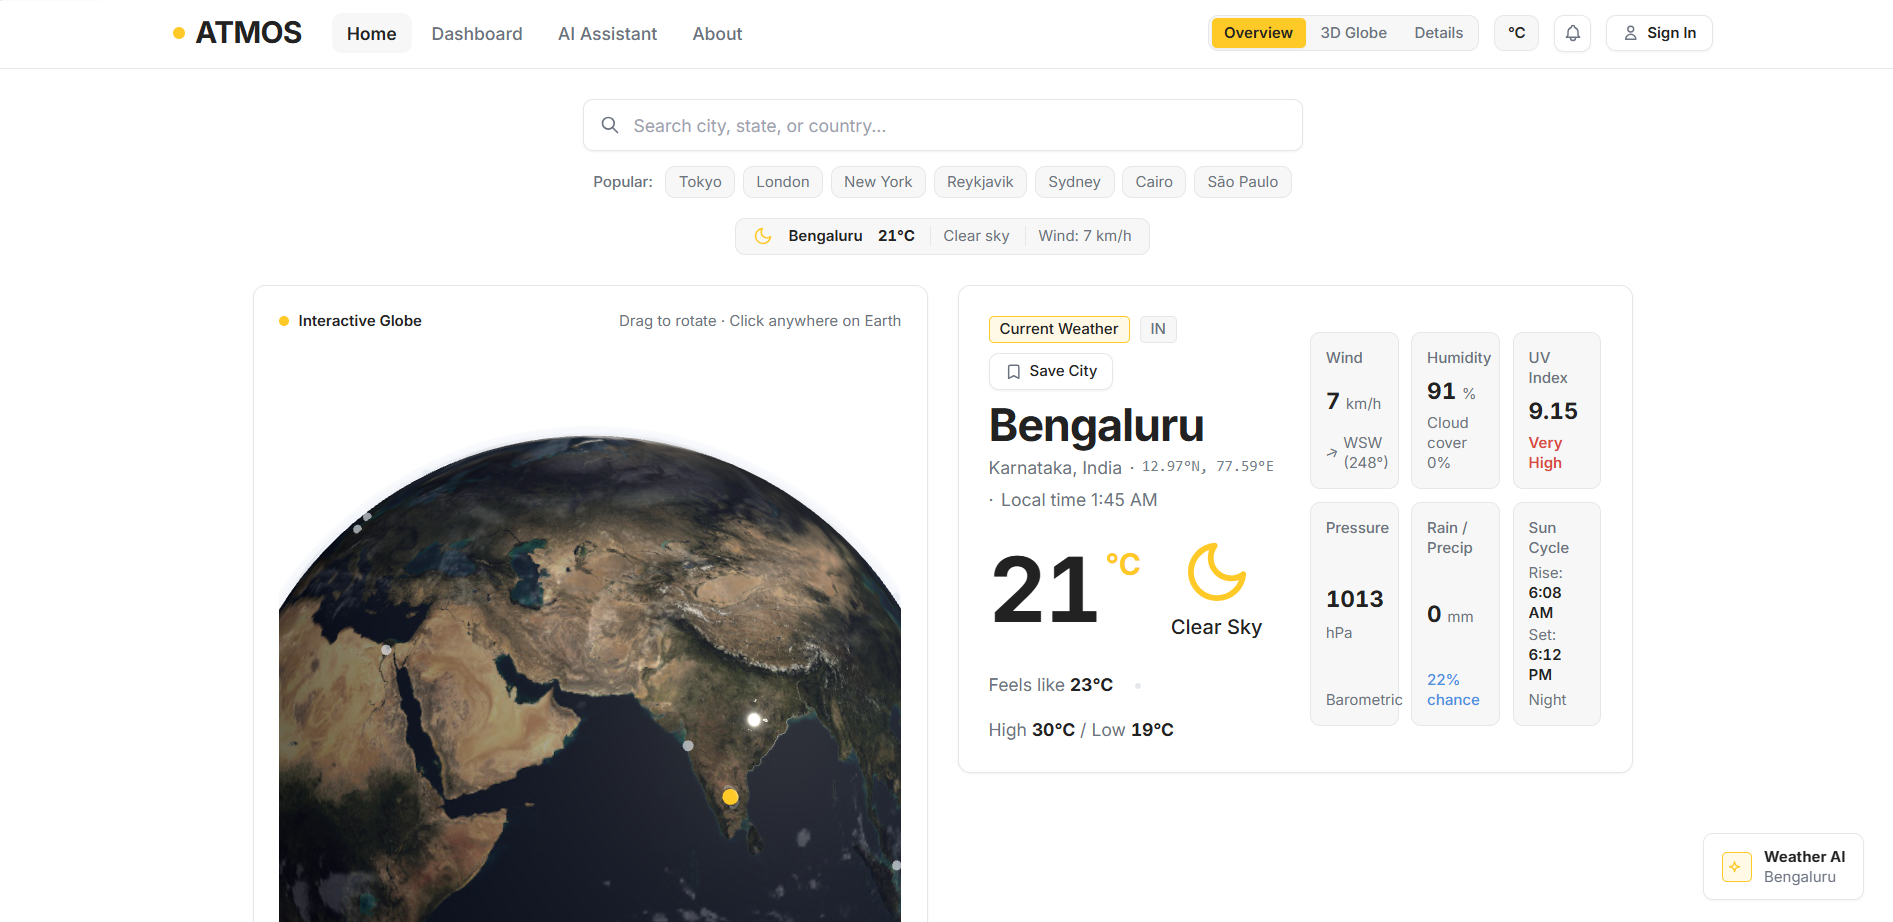 ATMOS
Home
Dashboard
AI Assistant
About
Overview
3D Globe
Details
°C
Sign In
Search city, state, or country...
Popular:
Tokyo
London
New York
Reykjavik
Sydney
Cairo
São Paulo
Bengaluru 21°C
Clear sky
Wind: 7 km/h
Interactive Globe
Drag to rotate · Click anywhere on Earth
Current Weather
IN
Save City
Bengaluru
Karnataka, India · 12.97°N, 77.59°E
· Local time 1:45 AM
21 °C
Clear Sky
Feels like 23°C
High 30°C / Low 19°C
Wind
7 km/h
WSW
(248°)
Humidity
91 %
Cloud
cover
0%
UV
Index
9.15
Very
High
Pressure
1013
hPa
Barometric
Rain /
Precip
0 mm
22%
chance
Sun
Cycle
Rise:
6:08
AM
Set:
6:12
PM
Night
Weather AI
Bengaluru